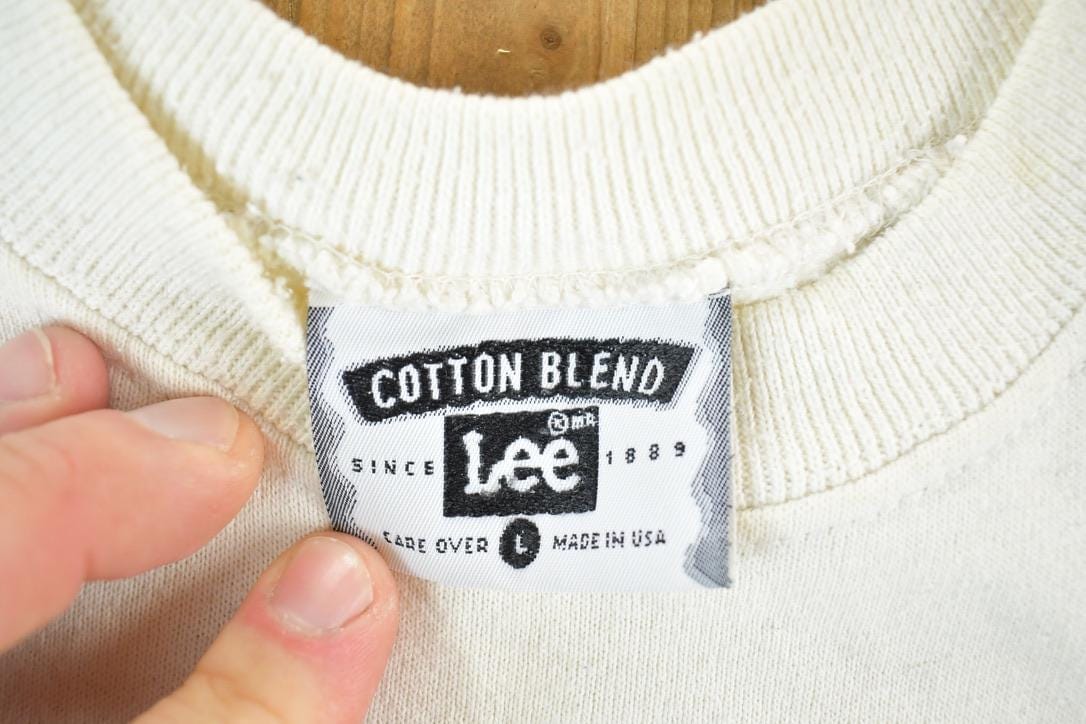 COTTON BLEND
® MR
Lee
SINCE 1889
CARE OVER L MADE IN USA